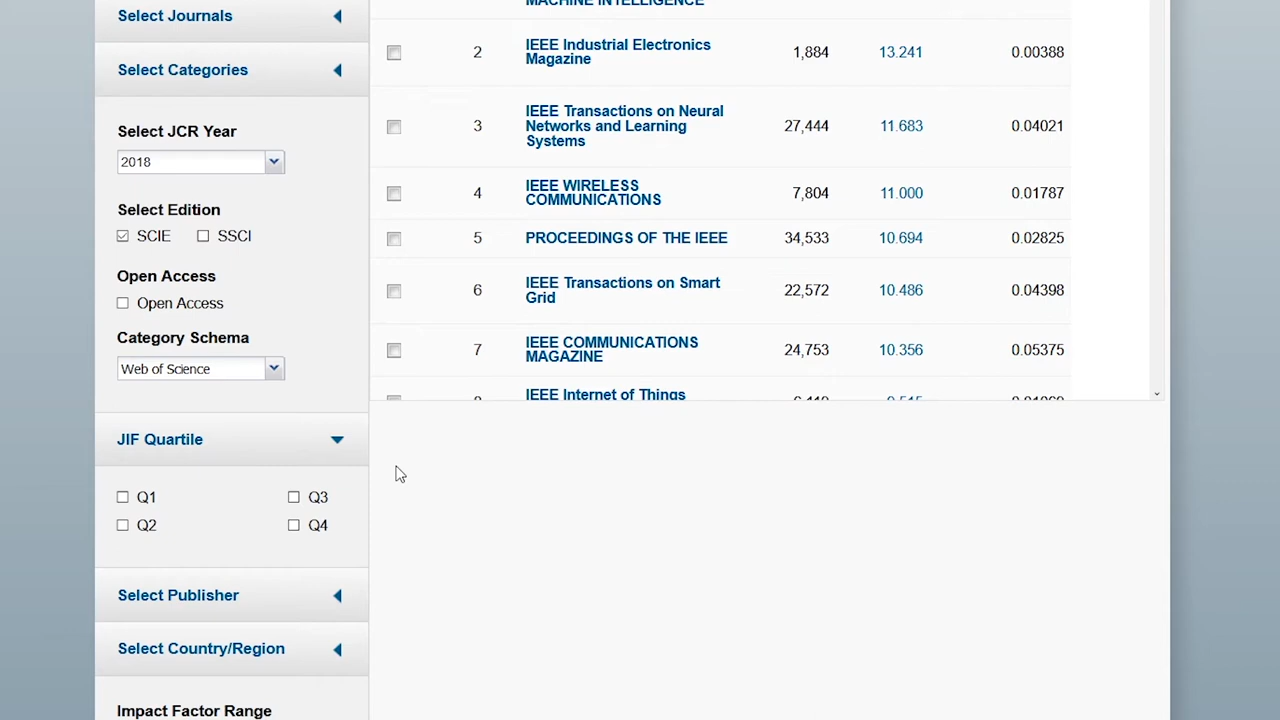 Select Journals
Select Categories
Select JCR Year
2018
Select Edition
SCIE SSCI
Open Access
Open Access
Category Schema
Web of Science
JIF Quartile
Q1 Q3
Q2 Q4
Select Publisher
Select Country/Region
Impact Factor Range
MACHINE INTELLIGENCE
2 IEEE Industrial Electronics 1,884 13.241 0.00388
Magazine
3 IEEE Transactions on Neural 27,444 11.683 0.04021
Networks and Learning
Systems
4 IEEE WIRELESS 7,804 11.000 0.01787
COMMUNICATIONS
5 PROCEEDINGS OF THE IEEE 34,533 10.694 0.02825
6 IEEE Transactions on Smart 22,572 10.486 0.04398
Grid
7 IEEE COMMUNICATIONS 24,753 10.356 0.05375
MAGAZINE
IEEE Internet of Things